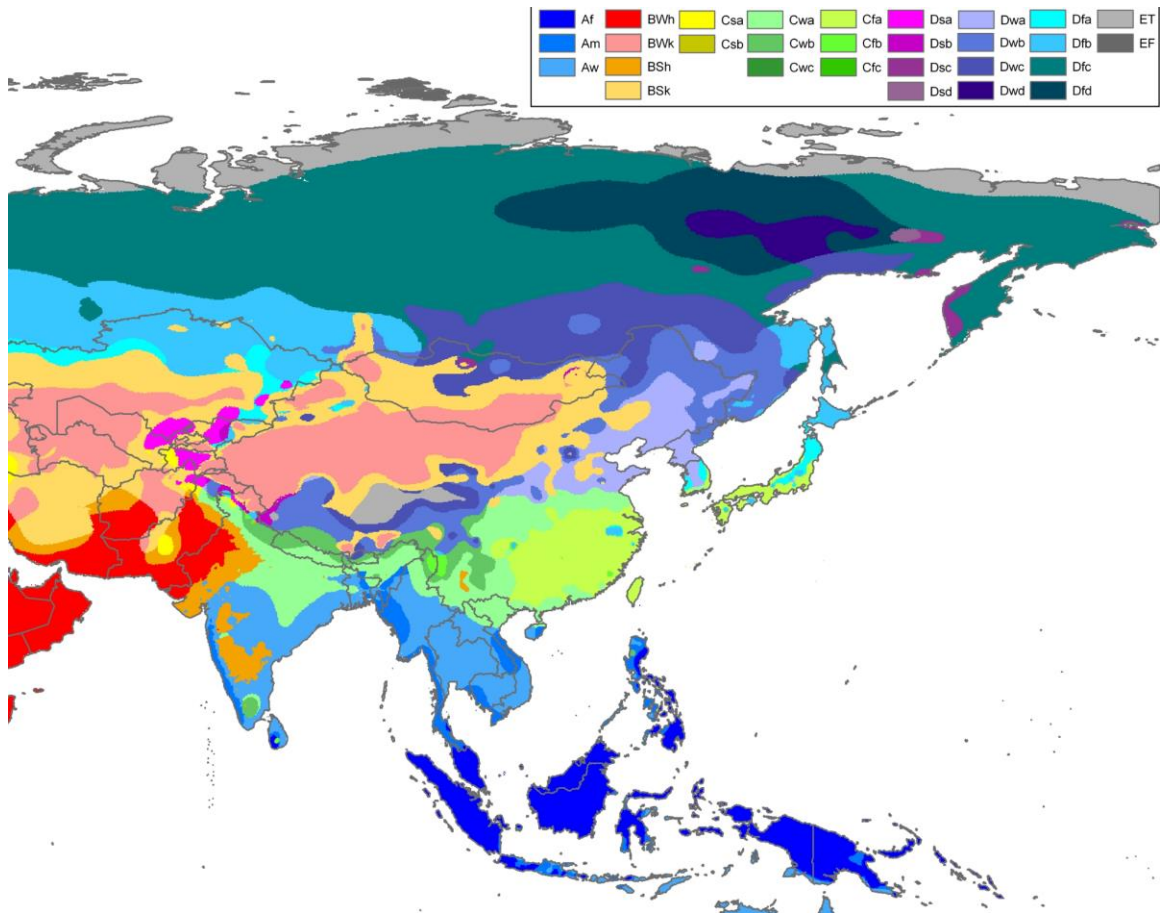 Af BWh Csa Cwa Cfa Dsa Dwa Dfa ET
Am BWk Csb Cwb Cfb Dsb Dwb Dfb EF
Aw BSh Cwc Cfc Dsc Dwc Dfc
BSk Dsd Dwd Dfd